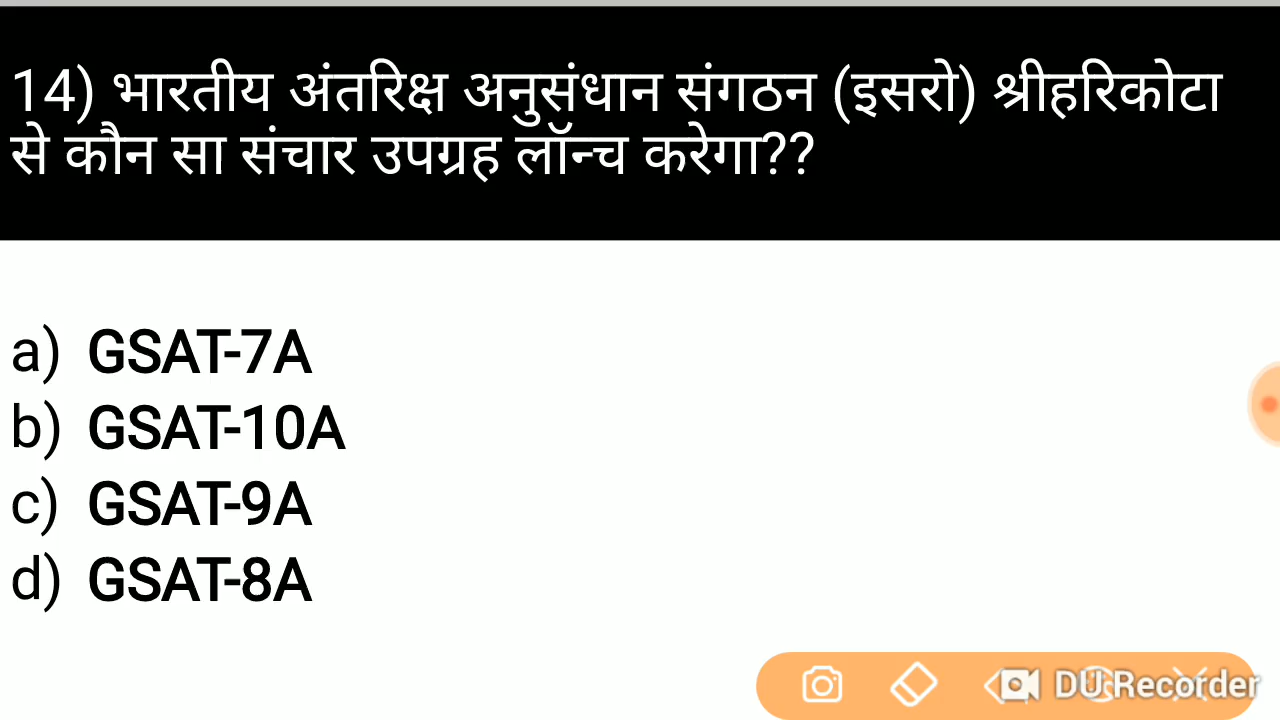 14) भारतीय अंतरिक्ष अनुसंधान संगठन (इसरो) श्रीहरिकोटा
से कौन सा संचार उपग्रह लॉन्च करेगा??
a) GSAT-7A
b) GSAT-10A
c) GSAT-9A
d) GSAT-8A
DU Recorder